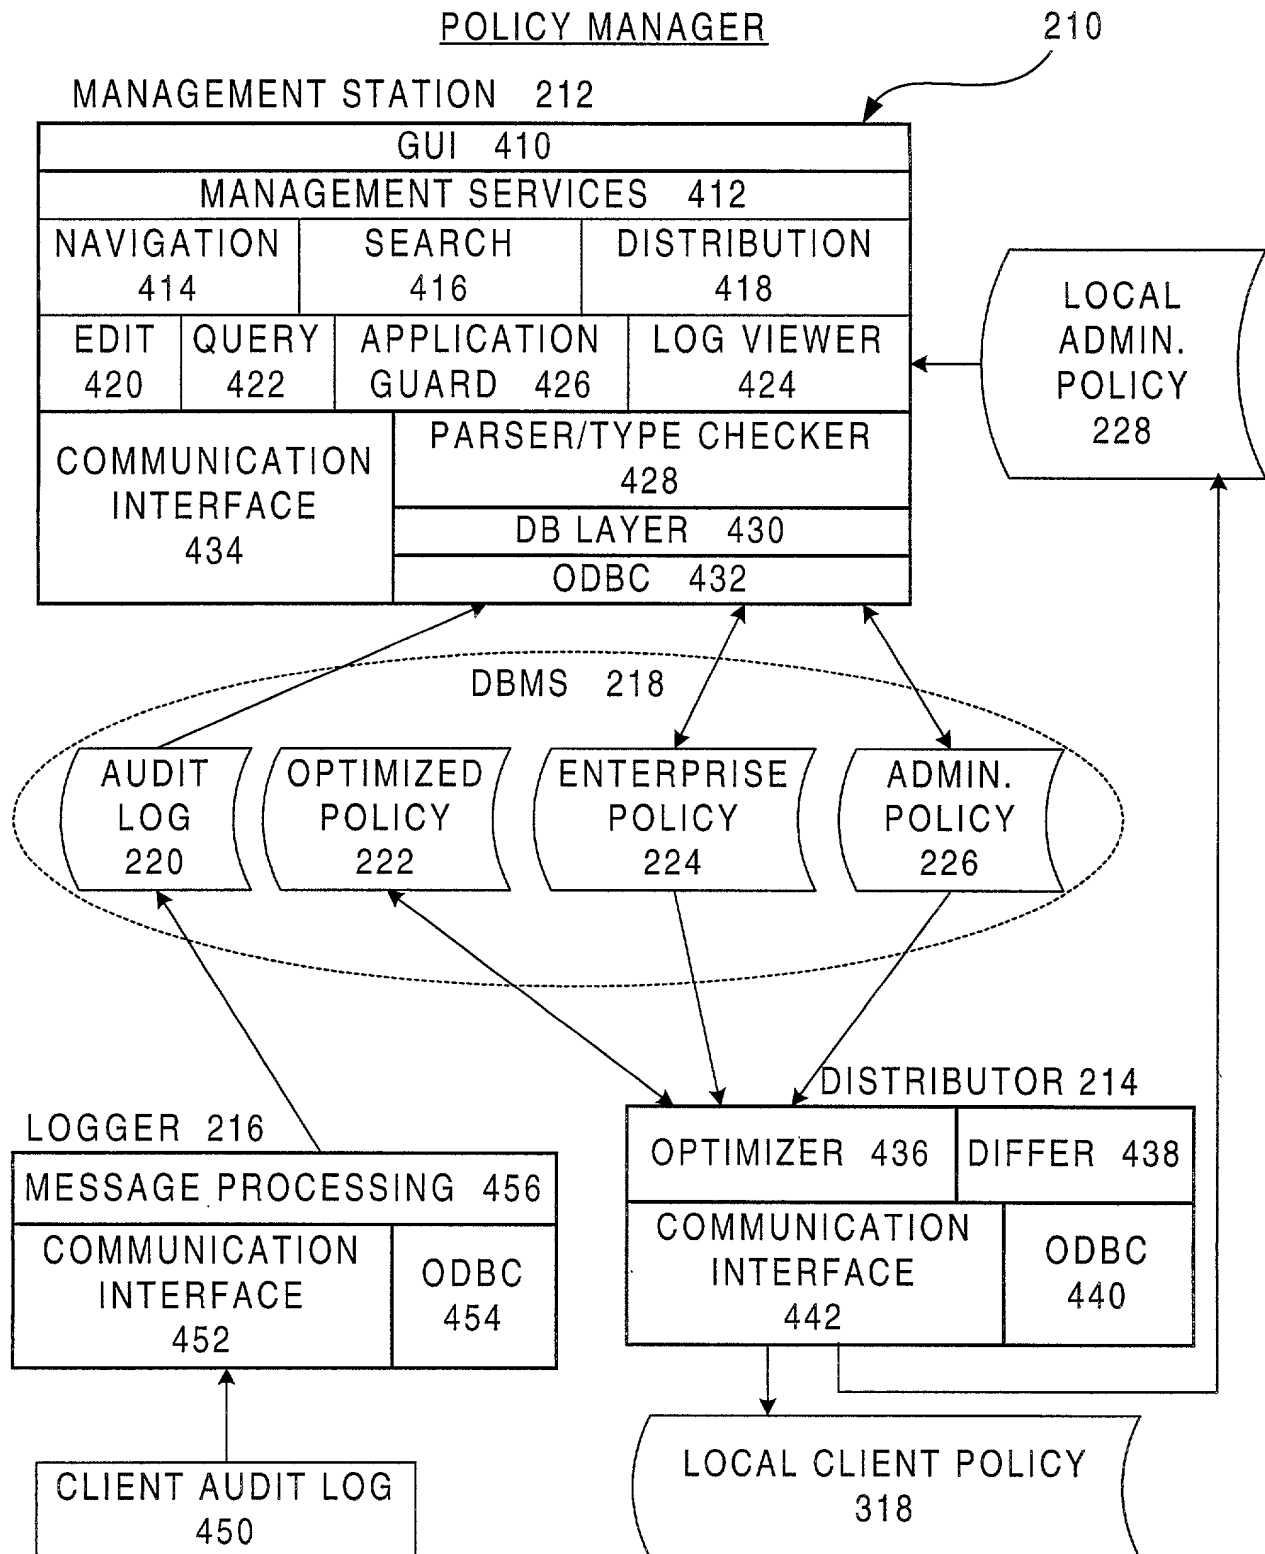 POLICY MANAGER
210
MANAGEMENT STATION 212
GUI 410
MANAGEMENT SERVICES 412
NAVIGATION
414
SEARCH
416
DISTRIBUTION
418
EDIT
420
QUERY
422
APPLICATION
GUARD 426
LOG VIEWER
424
COMMUNICATION
INTERFACE
434
PARSER/TYPE CHECKER
428
DB LAYER 430
ODBC 432
LOCAL
ADMIN.
POLICY
228
DBMS 218
AUDIT
LOG
220
OPTIMIZED
POLICY
222
ENTERPRISE
POLICY
224
ADMIN.
POLICY
226
LOGGER 216
MESSAGE PROCESSING 456
COMMUNICATION
INTERFACE
452
ODBC
454
CLIENT AUDIT LOG
450
DISTRIBUTOR 214
OPTIMIZER 436
DIFFER 438
COMMUNICATION
INTERFACE
442
ODBC
440
LOCAL CLIENT POLICY
318